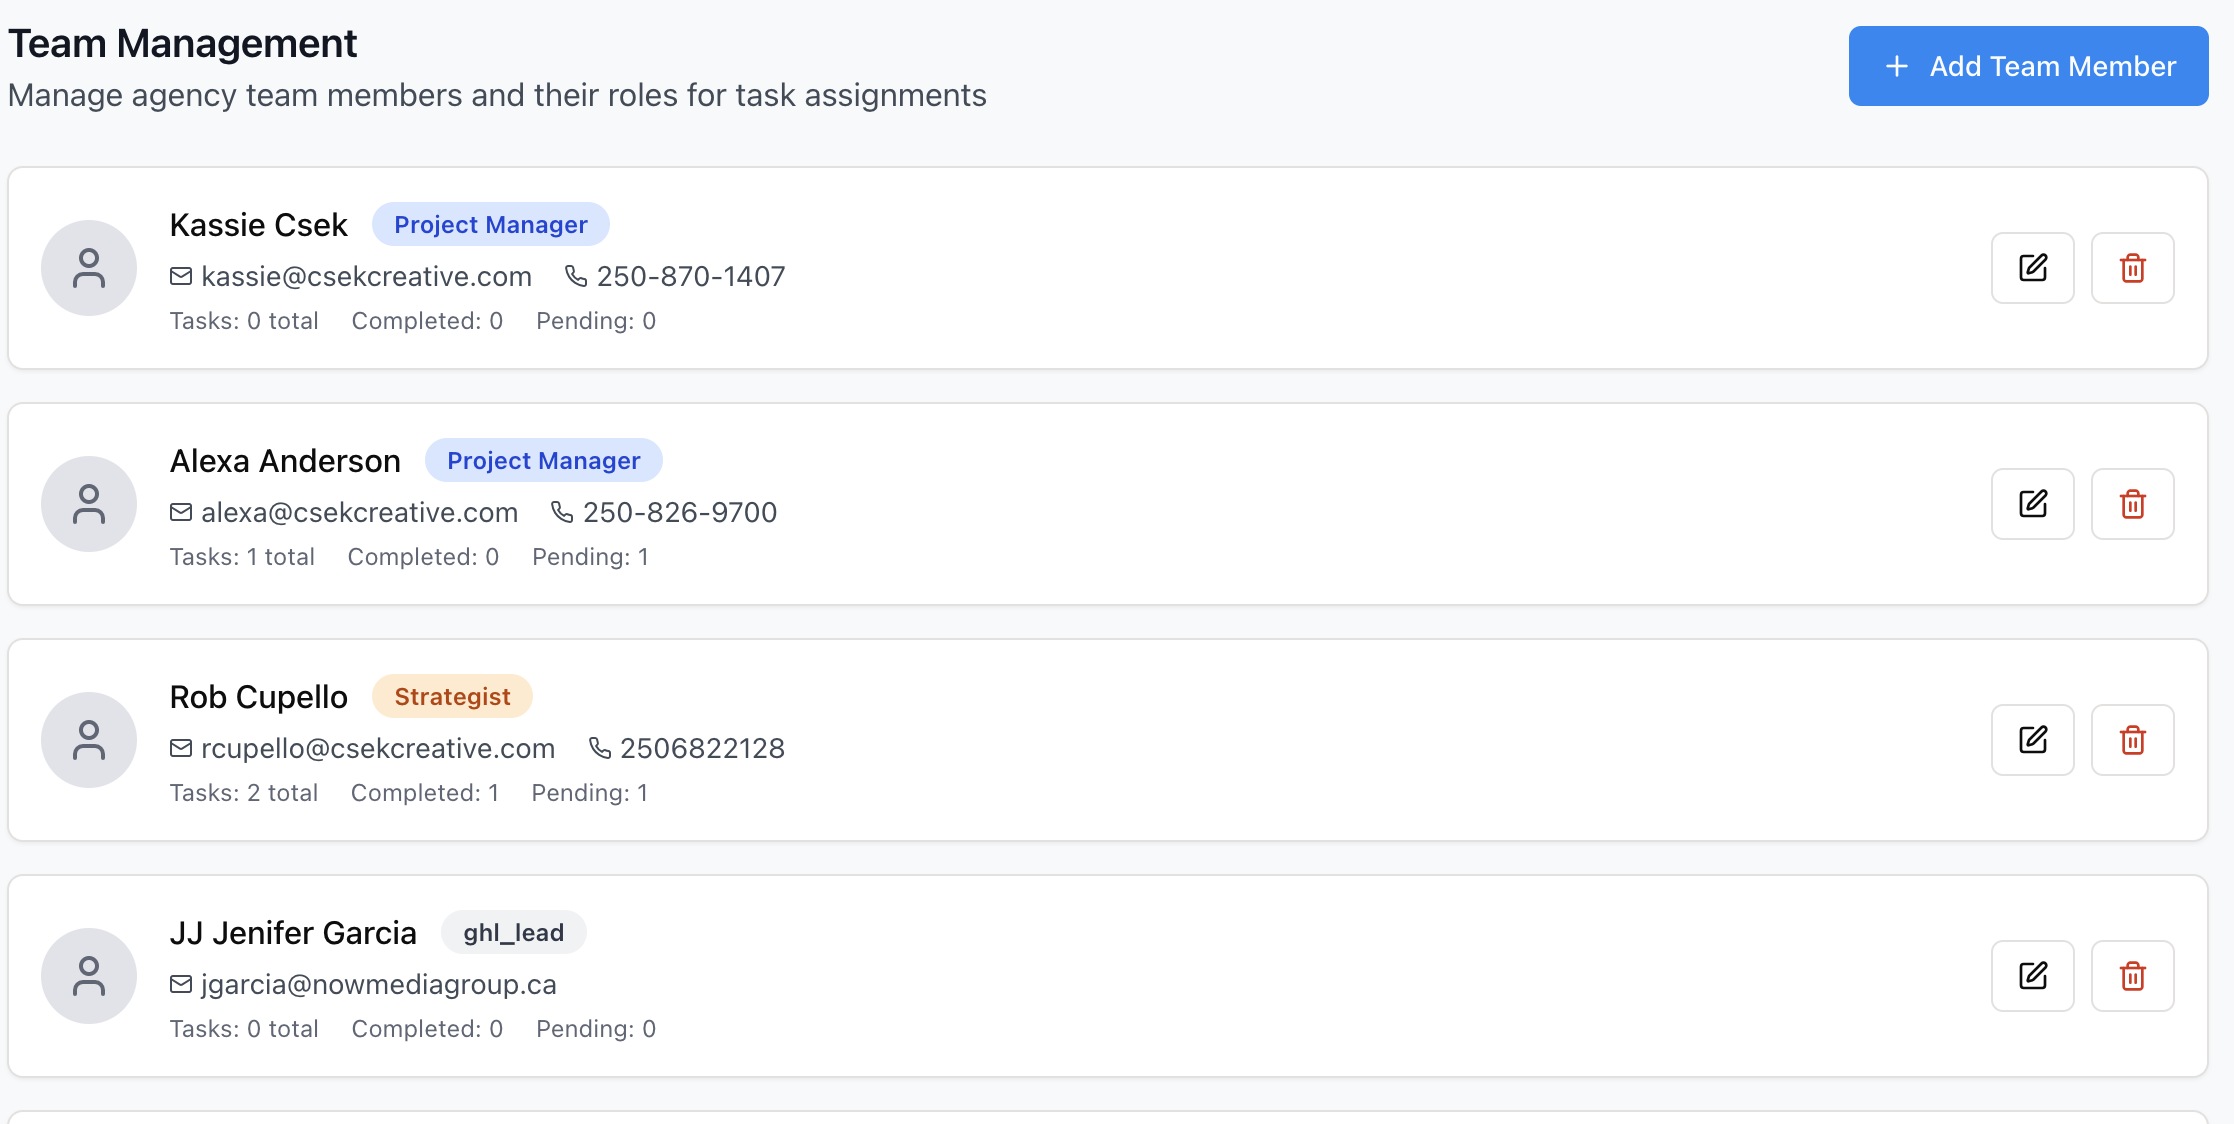 Team Management
Manage agency team members and their roles for task assignments
+ Add Team Member
Kassie Csek Project Manager
kassie@csekcreative.com 250-870-1407
Tasks: 0 total Completed: 0 Pending: 0
Alexa Anderson Project Manager
alexa@csekcreative.com 250-826-9700
Tasks: 1 total Completed: 0 Pending: 1
Rob Cupello Strategist
rcupello@csekcreative.com 2506822128
Tasks: 2 total Completed: 1 Pending: 1
JJ Jenifer Garcia ghl_lead
jgarcia@nowmediagroup.ca
Tasks: 0 total Completed: 0 Pending: 0